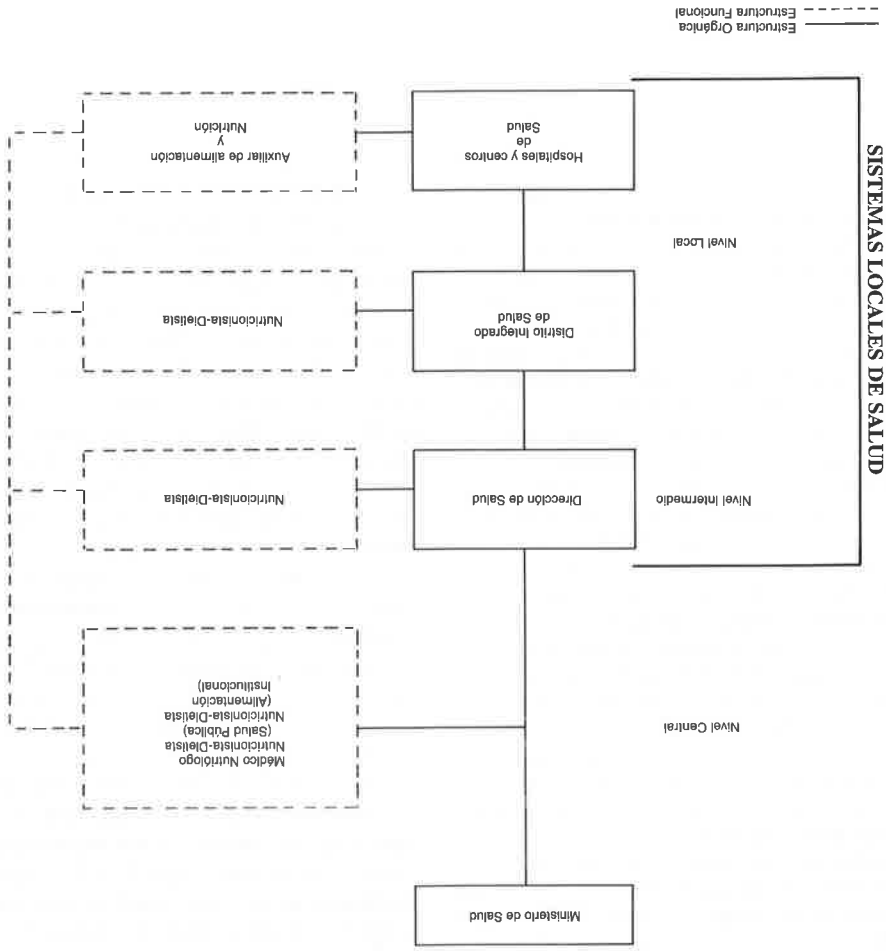 Ministerio de Salud
Nivel Central
Médico Nutriólogo
Nutricionista-Dietista
(Salud Pública)
Nutricionista-Dietista
(Alimentación
Institucional)
SISTEMAS LOCALES DE SALUD
Nivel Intermedio
Dirección de Salud
Nutricionista-Dietista
Distrito Integrado
de Salud
Nutricionista-Dietista
Nivel Local
Hospitales y centros
de
Salud
Auxiliar de alimentación
y
Nutrición
Estructura Orgánica
Estructura Funcional